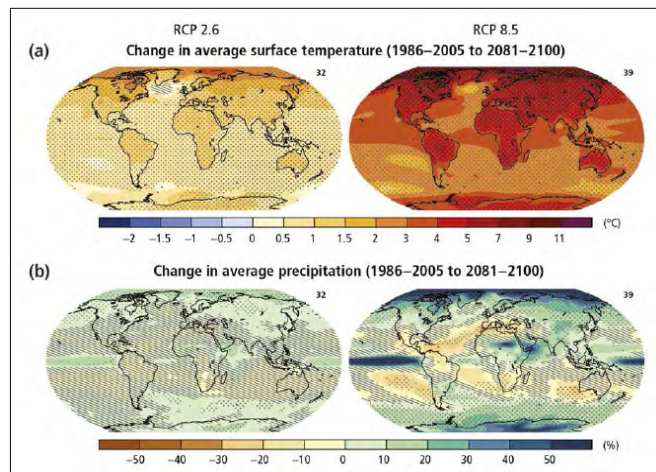 RCP 2.6 RCP 8.5
(a) Change in average surface temperature (1986–2005 to 2081–2100)
32 39
−2 −1.5 −1 −0.5 0 0.5 1 1.5 2 3 4 5 7 9 11 (°C)
(b) Change in average precipitation (1986–2005 to 2081–2100)
32 39
−50 −40 −30 −20 −10 0 10 20 30 40 50 (%)